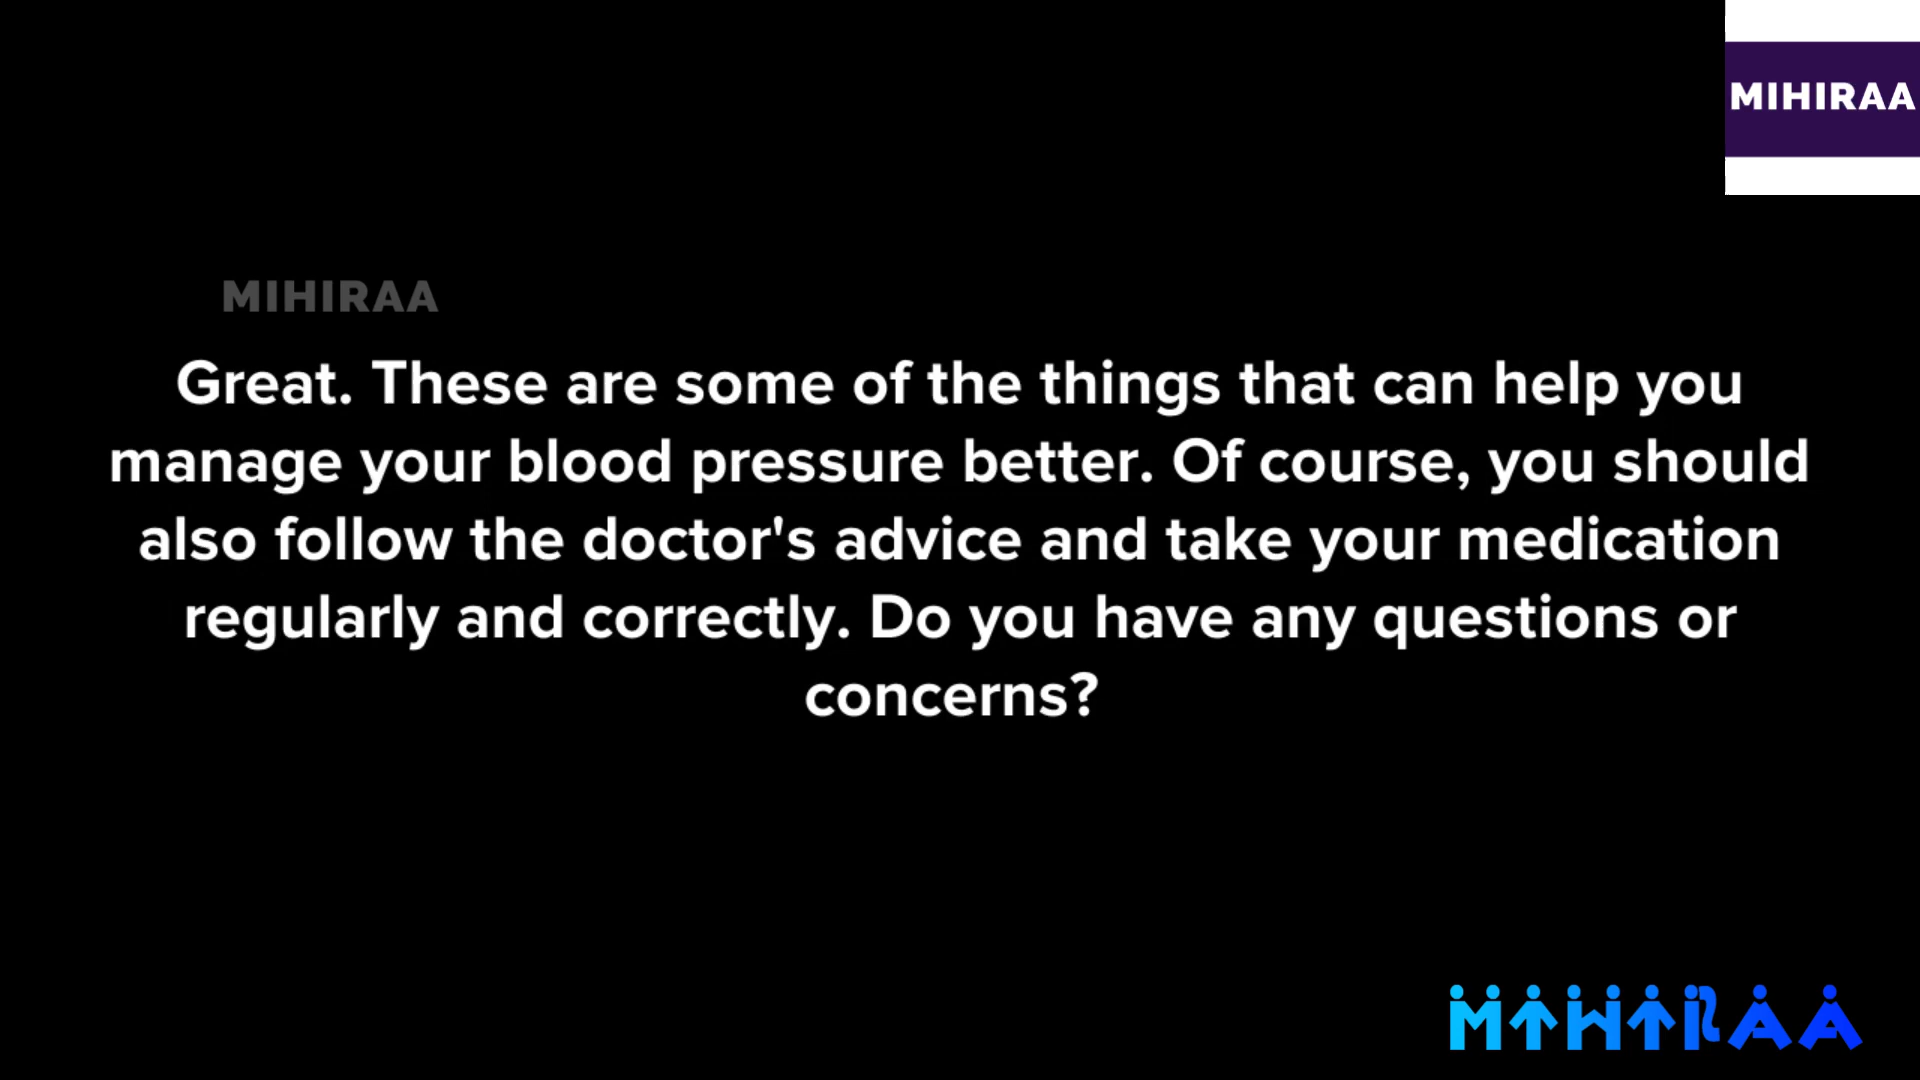 MIHIRAA
MIHIRAA
Great. These are some of the things that can help you
manage your blood pressure better. Of course, you should
also follow the doctor's advice and take your medication
regularly and correctly. Do you have any questions or
concerns?
MIHIRAA